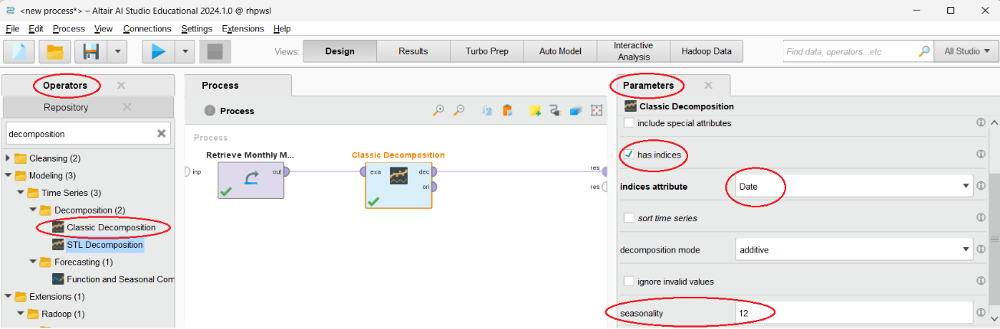 <new process*> – Altair AI Studio Educational 2024.1.0 @ rhpwsl
File Edit Process View Connections Settings Extensions Help
Views: Design Results Turbo Prep Auto Model Interactive Analysis Hadoop Data Find data, operators...etc All Studio
Operators
Repository
decomposition
Cleansing (2)
Modeling (3)
Time Series (3)
Decomposition (2)
Classic Decomposition
STL Decomposition
Forecasting (1)
Function and Seasonal Com
Extensions (1)
Radoop (1)
Process
Process
Process
Retrieve Monthly M...
Classic Decomposition
inp
out
exa
dec
ori
res
res
Parameters
Classic Decomposition
include special attributes
has indices
indices attribute Date
sort time series
decomposition mode additive
ignore invalid values
seasonality 12